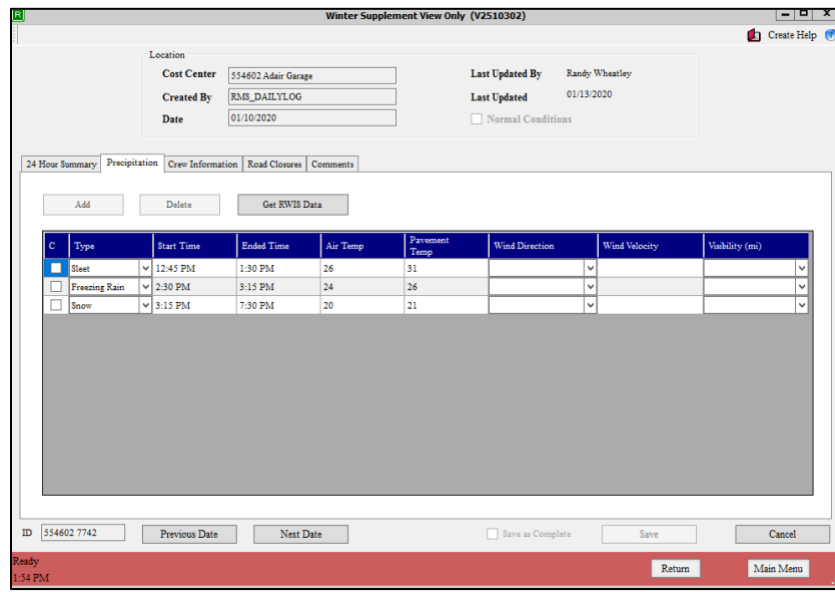 R Winter Supplement View Only (V2510302)
Create Help ?
Location
Cost Center 554602 Adair Garage Last Updated By Randy Wheatley
Created By RMS_DAILYLOG Last Updated 01/13/2020
Date 01/10/2020 Normal Conditions
24 Hour Summary Precipitation Crew Information Road Closures Comments
Add Delete Get RWIS Data
C Type Start Time Ended Time Air Temp Pavement Temp Wind Direction Wind Velocity Visibility (mi)
Sleet 12:45 PM 1:30 PM 26 31
Freezing Rain 2:30 PM 3:15 PM 24 26
Snow 3:15 PM 7:30 PM 20 21
ID 554602 7742 Previous Date Next Date Save as Complete Save Cancel
Ready
1:54 PM Return Main Menu